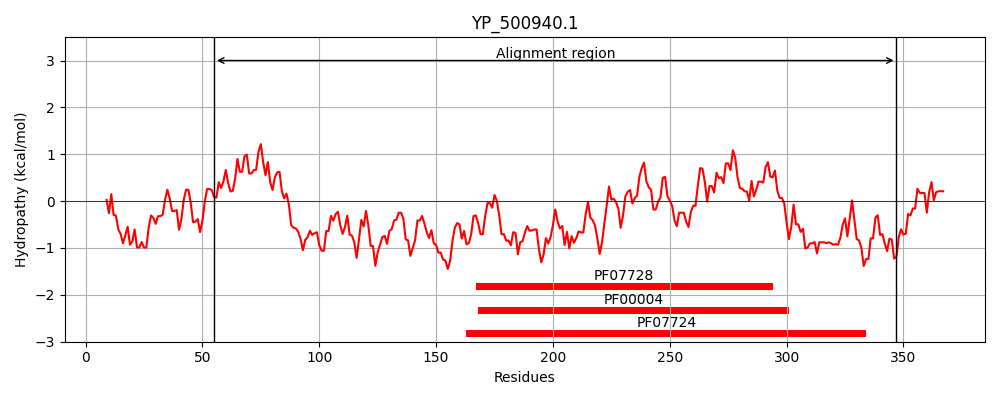 YP_500940.1
Alignment region
3
2
1
0
−1
−2
−3
Hydropathy (kcal/mol)
PF07728
PF00004
PF07724
0 50 100 150 200 250 300 350
Residues